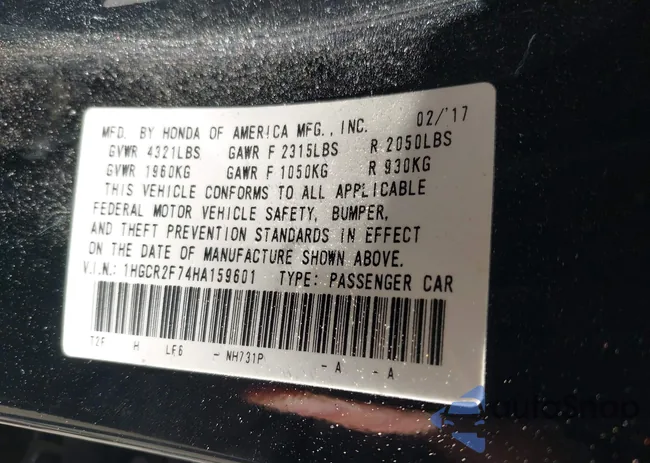 MFD. BY HONDA OF AMERICA MFG., INC. 02/'17
GVWR 4321LBS GAWR F 2315LBS R 2050LBS
GVWR 1960KG GAWR F 1050KG R 930KG
THIS VEHICLE CONFORMS TO ALL APPLICABLE
FEDERAL MOTOR VEHICLE SAFETY, BUMPER,
AND THEFT PREVENTION STANDARDS IN EFFECT
ON THE DATE OF MANUFACTURE SHOWN ABOVE.
V.I.N.: 1HGCR2F74HA159601 TYPE: PASSENGER CAR
T2F H LF6 - NH731P - A - A
AutoSnap